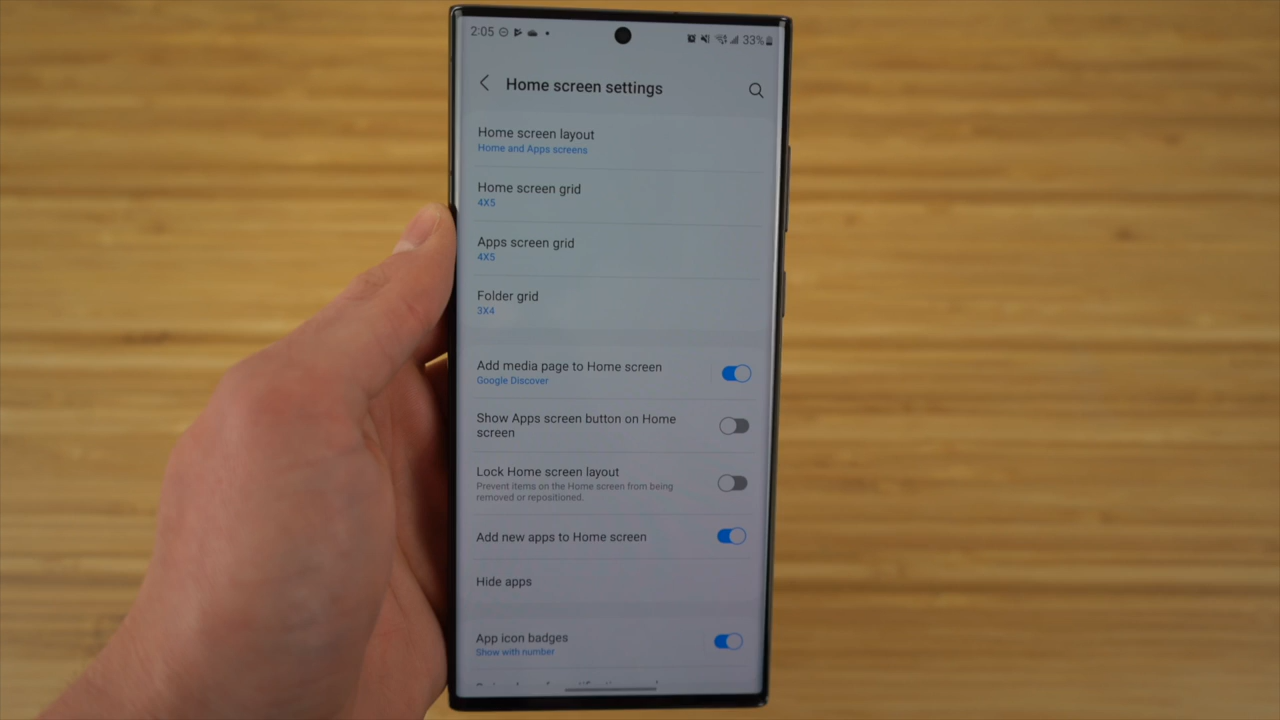 2:05
33%
Home screen settings
Home screen layout
Home and Apps screens
Home screen grid
4X5
Apps screen grid
4X5
Folder grid
3X4
Add media page to Home screen
Google Discover
Show Apps screen button on Home
screen
Lock Home screen layout
Prevent items on the Home screen from being
removed or repositioned.
Add new apps to Home screen
Hide apps
App icon badges
Show with number